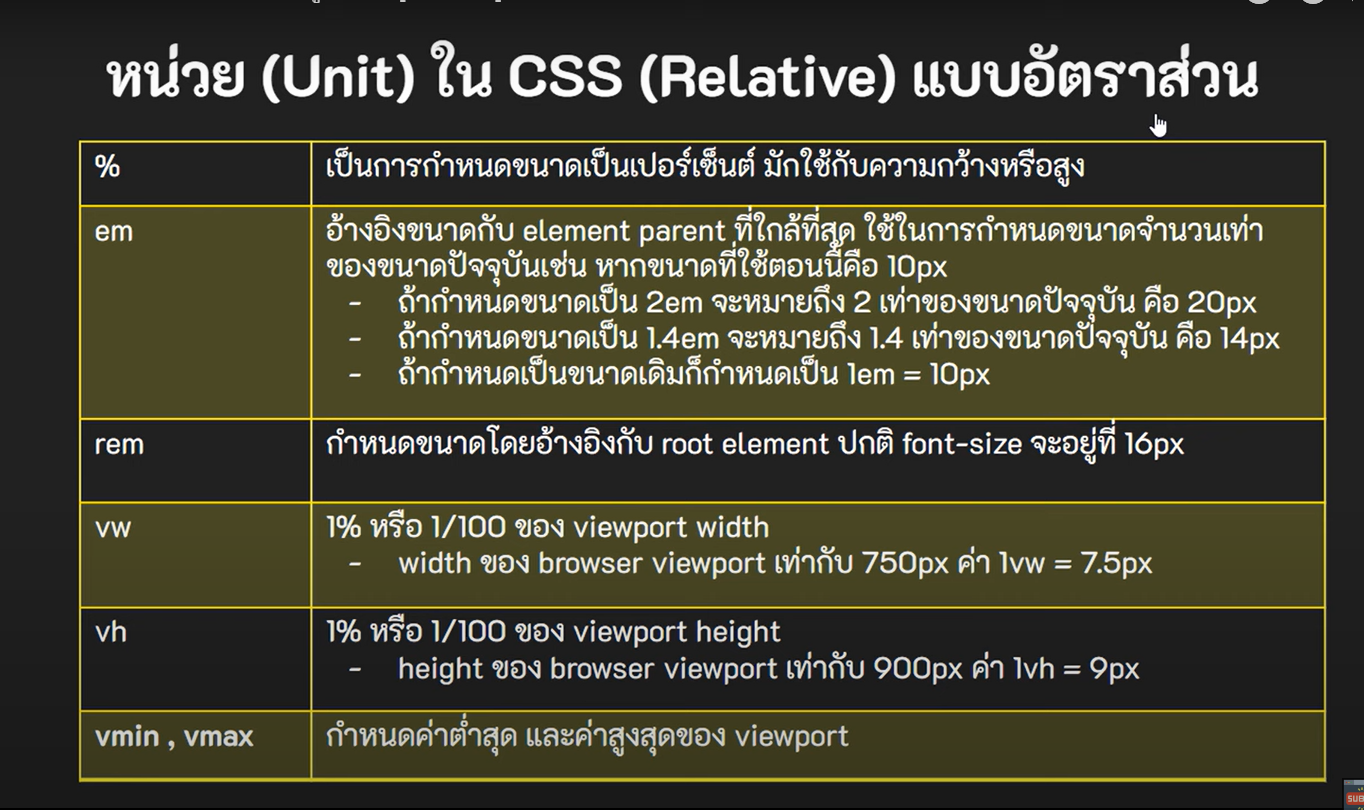 หน่วย (Unit) ใน CSS (Relative) แบบอัตราส่วน
%
เป็นการกำหนดขนาดเป็นเปอร์เซ็นต์ มักใช้กับความกว้างหรือสูง
em
อ้างอิงขนาดกับ element parent ที่ใกล้ที่สุด ใช้ในการกำหนดขนาดจำนวนเท่า
ของขนาดปัจจุบันเช่น หากขนาดที่ใช้ตอนนี้คือ 10px
- ถ้ากำหนดขนาดเป็น 2em จะหมายถึง 2 เท่าของขนาดปัจจุบัน คือ 20px
- ถ้ากำหนดขนาดเป็น 1.4em จะหมายถึง 1.4 เท่าของขนาดปัจจุบัน คือ 14px
- ถ้ากำหนดเป็นขนาดเดิมก็กำหนดเป็น 1em = 10px
rem
กำหนดขนาดโดยอ้างอิงกับ root element ปกติ font-size จะอยู่ที่ 16px
vw
1% หรือ 1/100 ของ viewport width
- width ของ browser viewport เท่ากับ 750px ค่า 1vw = 7.5px
vh
1% หรือ 1/100 ของ viewport height
- height ของ browser viewport เท่ากับ 900px ค่า 1vh = 9px
vmin , vmax
กำหนดค่าต่ำสุด และค่าสูงสุดของ viewport
SUB